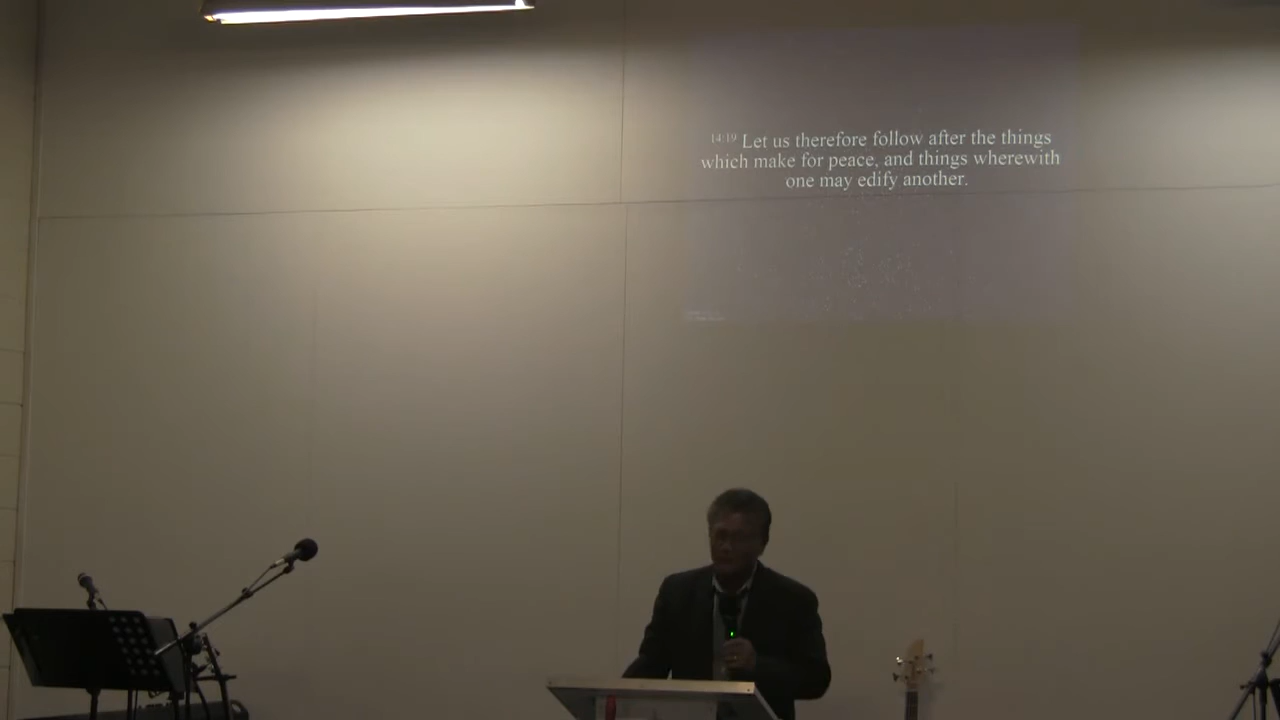 14:19 Let us therefore follow after the things
which make for peace, and things wherewith
one may edify another.